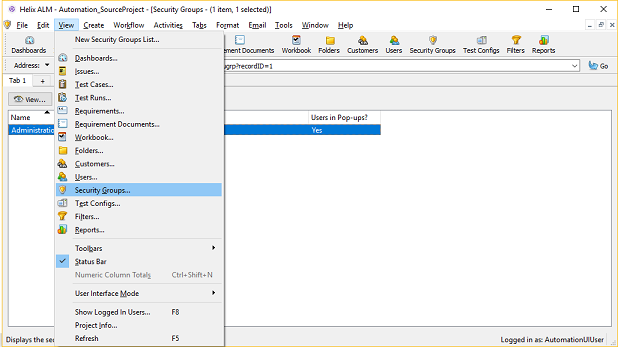 Helix ALM - Automation_SourceProject - [Security Groups - (1 item, 1 selected)]
File Edit View Create Workflow Activities Tabs Format Email Tools Window Help
Dashboards Documents Workbook Folders Customers Users Security Groups Test Configs Filters Reports
Address: grp?recordID=1 Go
Tab 1 +
View...
Name Users in Pop-ups?
Administratio Yes
New Security Groups List...
Dashboards...
Issues...
Test Cases...
Test Runs...
Requirements...
Requirement Documents...
Workbook...
Folders...
Customers...
Users...
Security Groups...
Test Configs...
Filters...
Reports...
Toolbars
Status Bar
Numeric Column Totals Ctrl+Shift+N
User Interface Mode
Show Logged In Users... F8
Project Info...
Refresh F5
Displays the sec Logged in as: AutomationUIUser